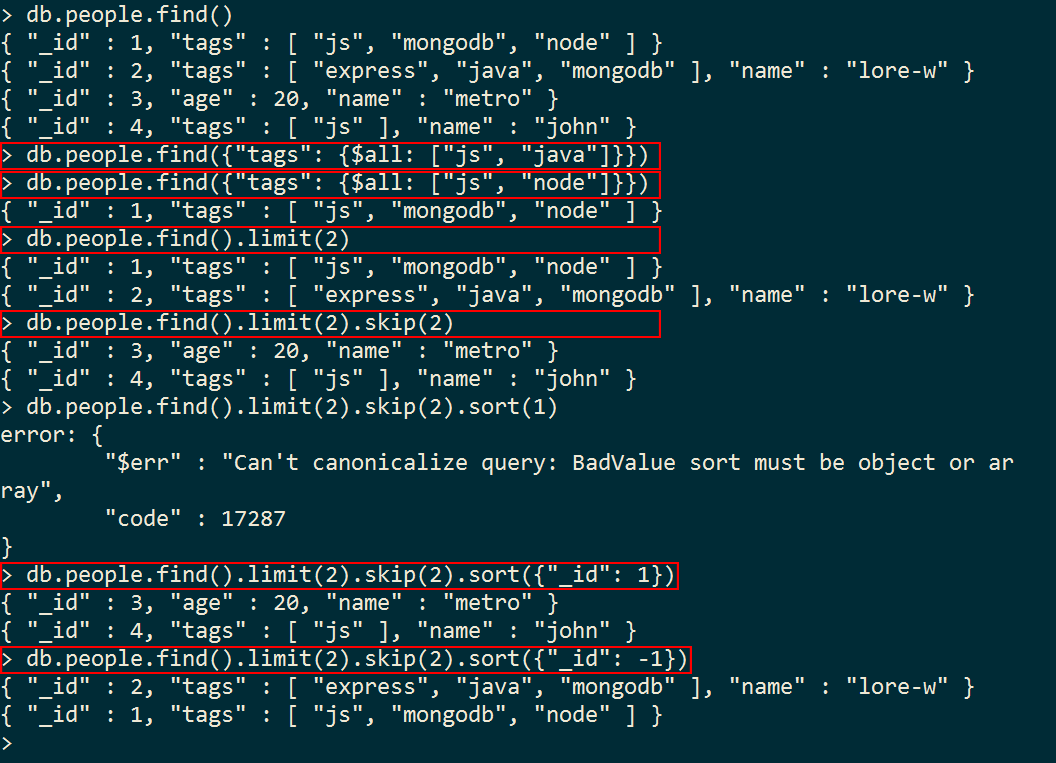 > db.people.find()
{ "_id" : 1, "tags" : [ "js", "mongodb", "node" ] }
{ "_id" : 2, "tags" : [ "express", "java", "mongodb" ], "name" : "lore-w" }
{ "_id" : 3, "age" : 20, "name" : "metro" }
{ "_id" : 4, "tags" : [ "js" ], "name" : "john" }
> db.people.find({"tags": {$all: ["js", "java"]}})
> db.people.find({"tags": {$all: ["js", "node"]}})
{ "_id" : 1, "tags" : [ "js", "mongodb", "node" ] }
> db.people.find().limit(2)
{ "_id" : 1, "tags" : [ "js", "mongodb", "node" ] }
{ "_id" : 2, "tags" : [ "express", "java", "mongodb" ], "name" : "lore-w" }
> db.people.find().limit(2).skip(2)
{ "_id" : 3, "age" : 20, "name" : "metro" }
{ "_id" : 4, "tags" : [ "js" ], "name" : "john" }
> db.people.find().limit(2).skip(2).sort(1)
error: {
        "$err" : "Can't canonicalize query: BadValue sort must be object or ar
ray",
        "code" : 17287
}
> db.people.find().limit(2).skip(2).sort({"_id": 1})
{ "_id" : 3, "age" : 20, "name" : "metro" }
{ "_id" : 4, "tags" : [ "js" ], "name" : "john" }
> db.people.find().limit(2).skip(2).sort({"_id": -1})
{ "_id" : 2, "tags" : [ "express", "java", "mongodb" ], "name" : "lore-w" }
{ "_id" : 1, "tags" : [ "js", "mongodb", "node" ] }
>